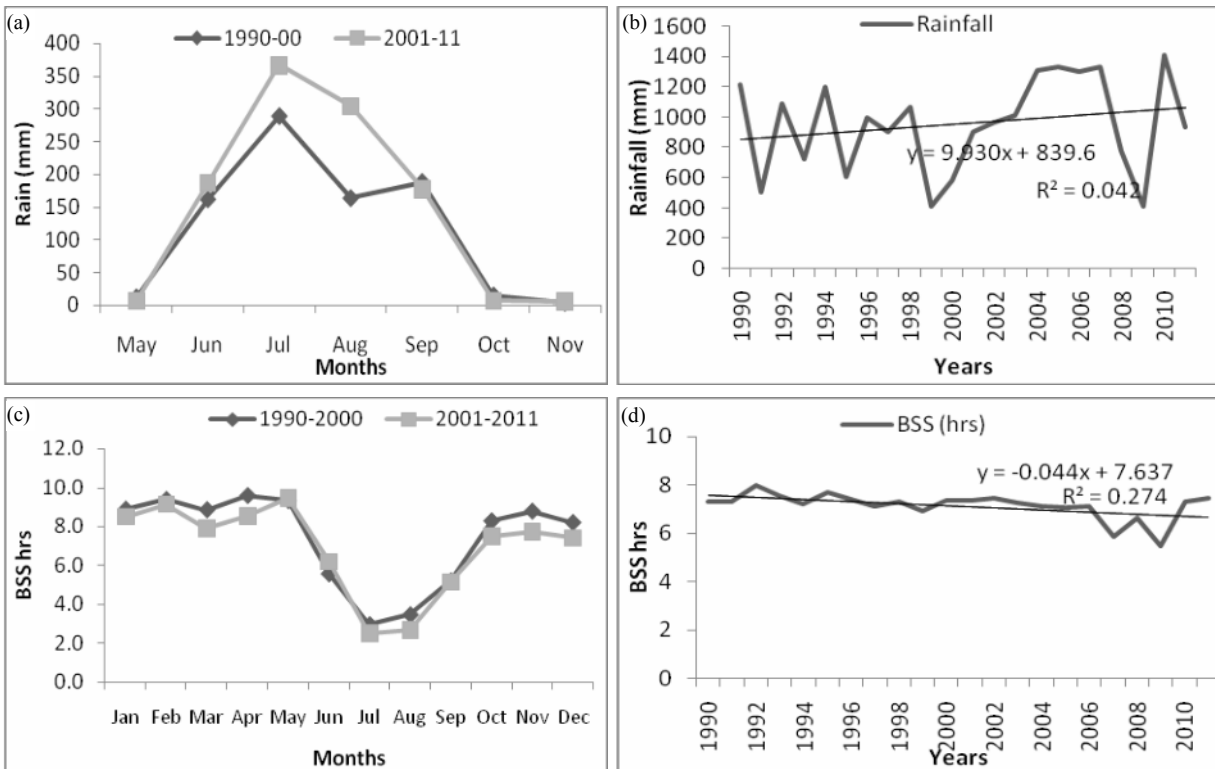 (a)
1990-00
2001-11
400
350
300
250
200
150
100
50
0
Rain (mm)
May Jun Jul Aug Sep Oct Nov
Months
(b)
Rainfall
1600
1400
1200
1000
800
600
400
200
0
Rainfall (mm)
y = 9.930x + 839.6
R² = 0.042
1990 1992 1994 1996 1998 2000 2002 2004 2006 2008 2010
Years
(c)
1990-2000
2001-2011
12.0
10.0
8.0
6.0
4.0
2.0
0.0
BSS hrs
Jan Feb Mar Apr May Jun Jul Aug Sep Oct Nov Dec
Months
(d)
BSS (hrs)
10
8
6
4
2
0
BSS hrs
y = -0.044x + 7.637
R² = 0.274
1990 1992 1994 1996 1998 2000 2002 2004 2006 2008 2010
Years